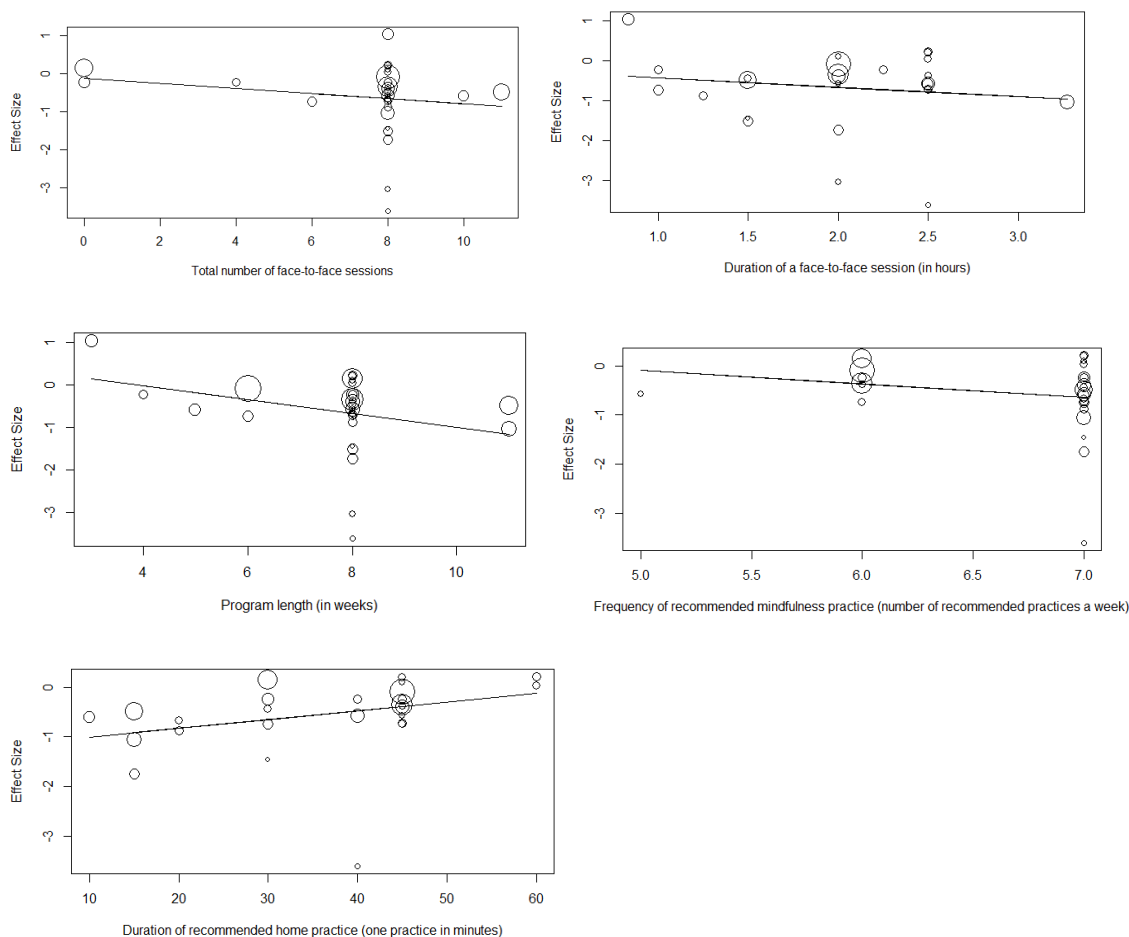 Effect Size
1
0
-1
-2
-3
0 2 4 6 8 10
Total number of face-to-face sessions
Effect Size
1
0
-1
-2
-3
1.0 1.5 2.0 2.5 3.0
Duration of a face-to-face session (in hours)
Effect Size
1
0
-1
-2
-3
4 6 8 10
Program length (in weeks)
Effect Size
0
-1
-2
-3
5.0 5.5 6.0 6.5 7.0
Frequency of recommended mindfulness practice (number of recommended practices a week)
Effect Size
0
-1
-2
-3
10 20 30 40 50 60
Duration of recommended home practice (one practice in minutes)